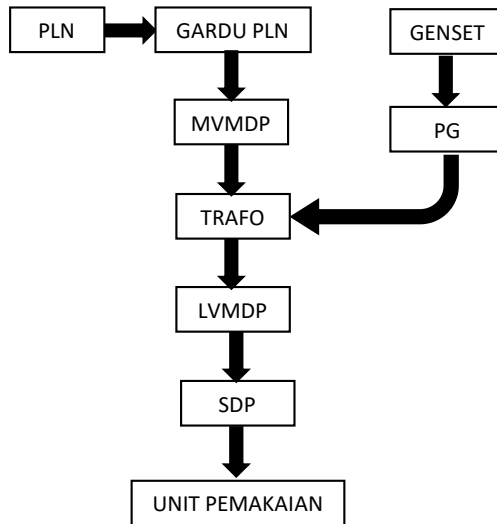 PLN
GARDU PLN
GENSET
MVMDP
PG
TRAFO
LVMDP
SDP
UNIT PEMAKAIAN